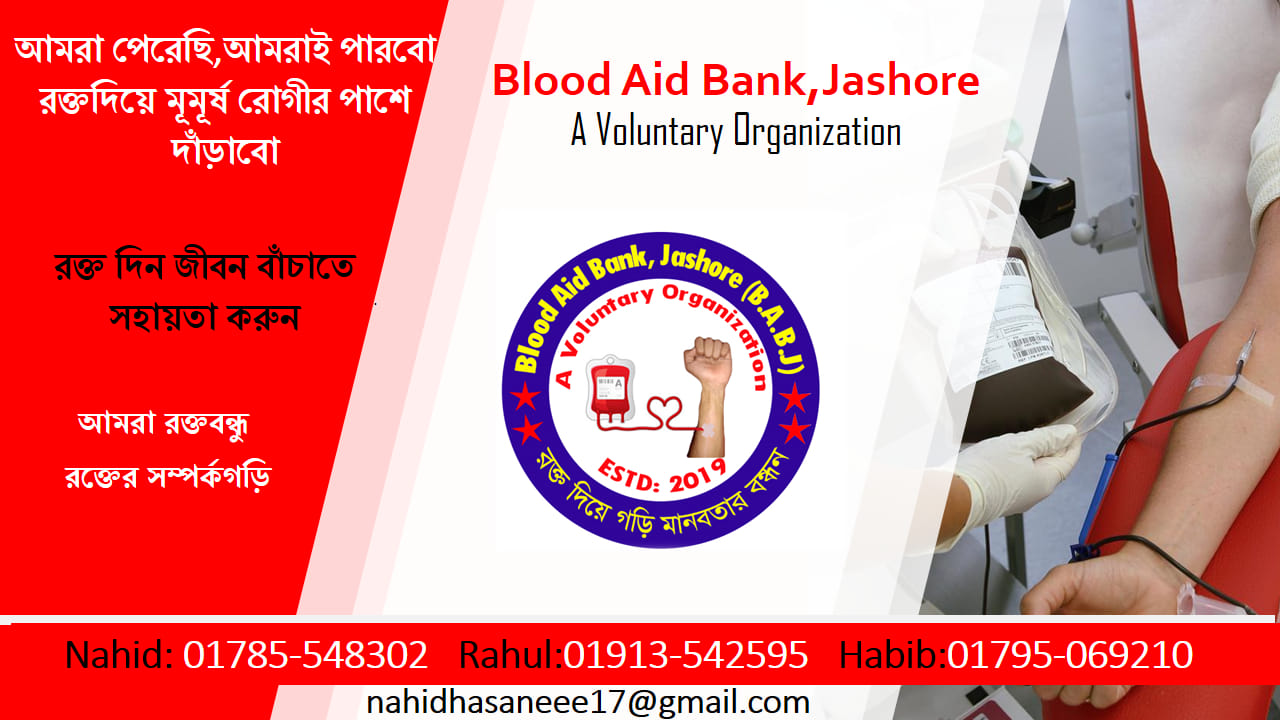 আমরা পেরেছি,আমরাই পারবো
রক্তদিয়ে মূমূর্ষ রোগীর পাশে
দাঁড়াবো
রক্ত দিন জীবন বাঁচাতে
সহায়তা করুন
আমরা রক্তবন্ধু
রক্তের সম্পর্কগড়ি
Blood Aid Bank,Jashore
A Voluntary Organization
Blood Aid Bank, Jashore (B.A.B.J)
A Voluntary Organization
A
ESTD: 2019
রক্ত দিয়ে গড়ি মানবতার বন্ধন
Nahid: 01785-548302 Rahul:01913-542595 Habib:01795-069210
nahidhasaneee17@gmail.com